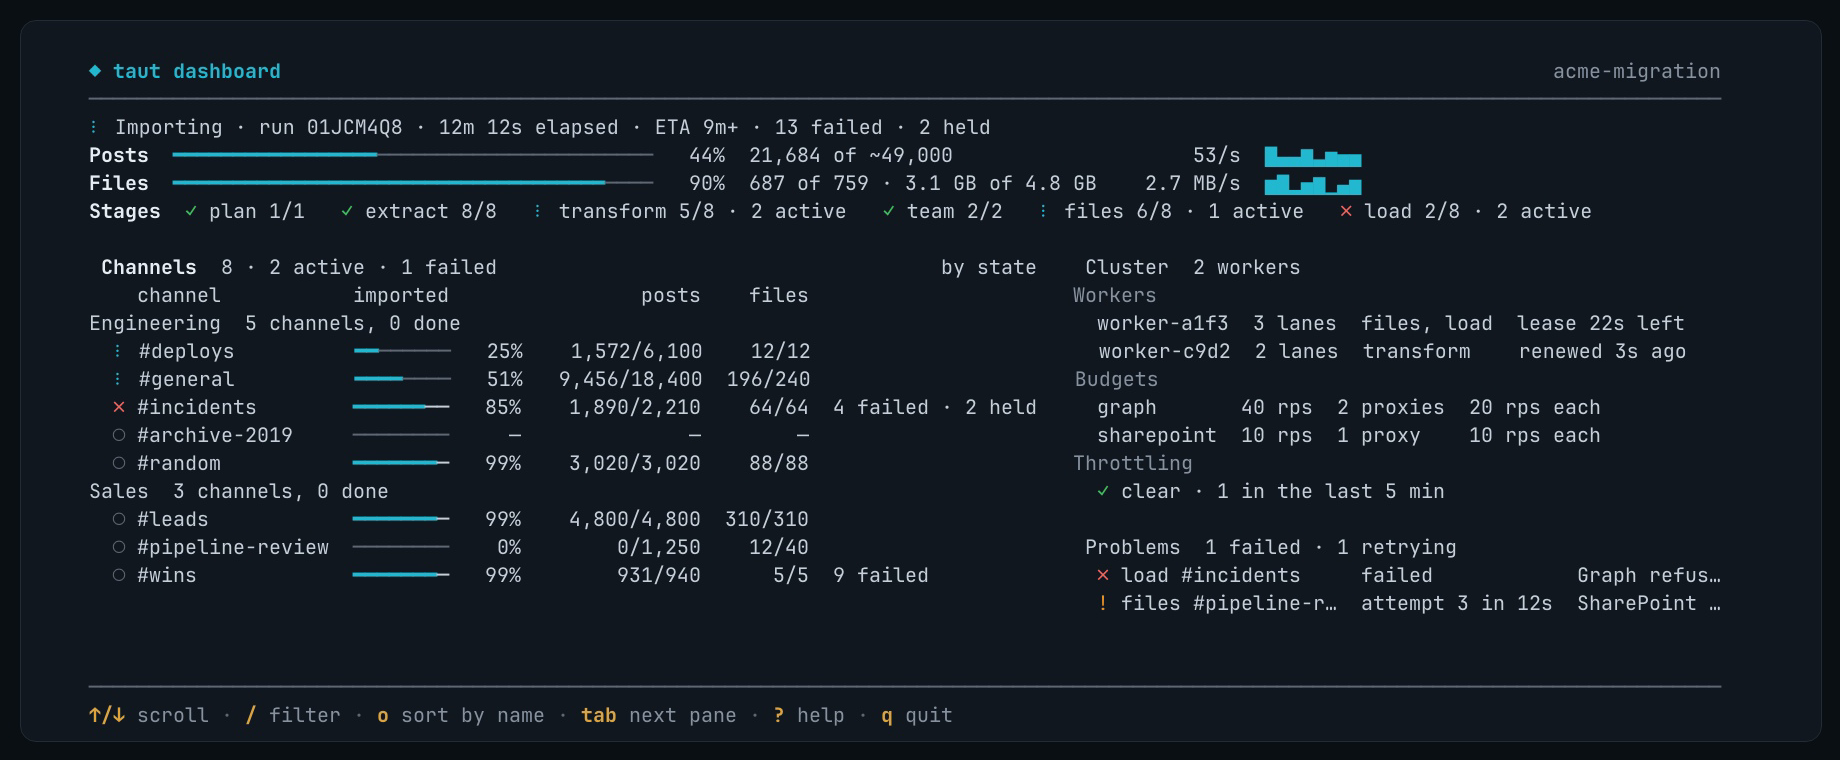 ◆ taut dashboard acme-migration
⋮ Importing · run 01JCM4Q8 · 12m 12s elapsed · ETA 9m+ · 13 failed · 2 held
Posts 44% 21,684 of ~49,000 53/s
Files 90% 687 of 759 · 3.1 GB of 4.8 GB 2.7 MB/s
Stages ✓ plan 1/1 ✓ extract 8/8 ⋮ transform 5/8 · 2 active ✓ team 2/2 ⋮ files 6/8 · 1 active ✕ load 2/8 · 2 active
Channels 8 · 2 active · 1 failed by state
channel imported posts files
Engineering 5 channels, 0 done
⋮ #deploys 25% 1,572/6,100 12/12
⋮ #general 51% 9,456/18,400 196/240
✕ #incidents 85% 1,890/2,210 64/64 4 failed · 2 held
○ #archive-2019 — — —
○ #random 99% 3,020/3,020 88/88
Sales 3 channels, 0 done
○ #leads 99% 4,800/4,800 310/310
○ #pipeline-review 0% 0/1,250 12/40
○ #wins 99% 931/940 5/5 9 failed
Cluster 2 workers
Workers
worker-a1f3 3 lanes files, load lease 22s left
worker-c9d2 2 lanes transform renewed 3s ago
Budgets
graph 40 rps 2 proxies 20 rps each
sharepoint 10 rps 1 proxy 10 rps each
Throttling
✓ clear · 1 in the last 5 min
Problems 1 failed · 1 retrying
✕ load #incidents failed Graph refus…
! files #pipeline-r… attempt 3 in 12s SharePoint …
↑/↓ scroll · / filter · o sort by name · tab next pane · ? help · q quit